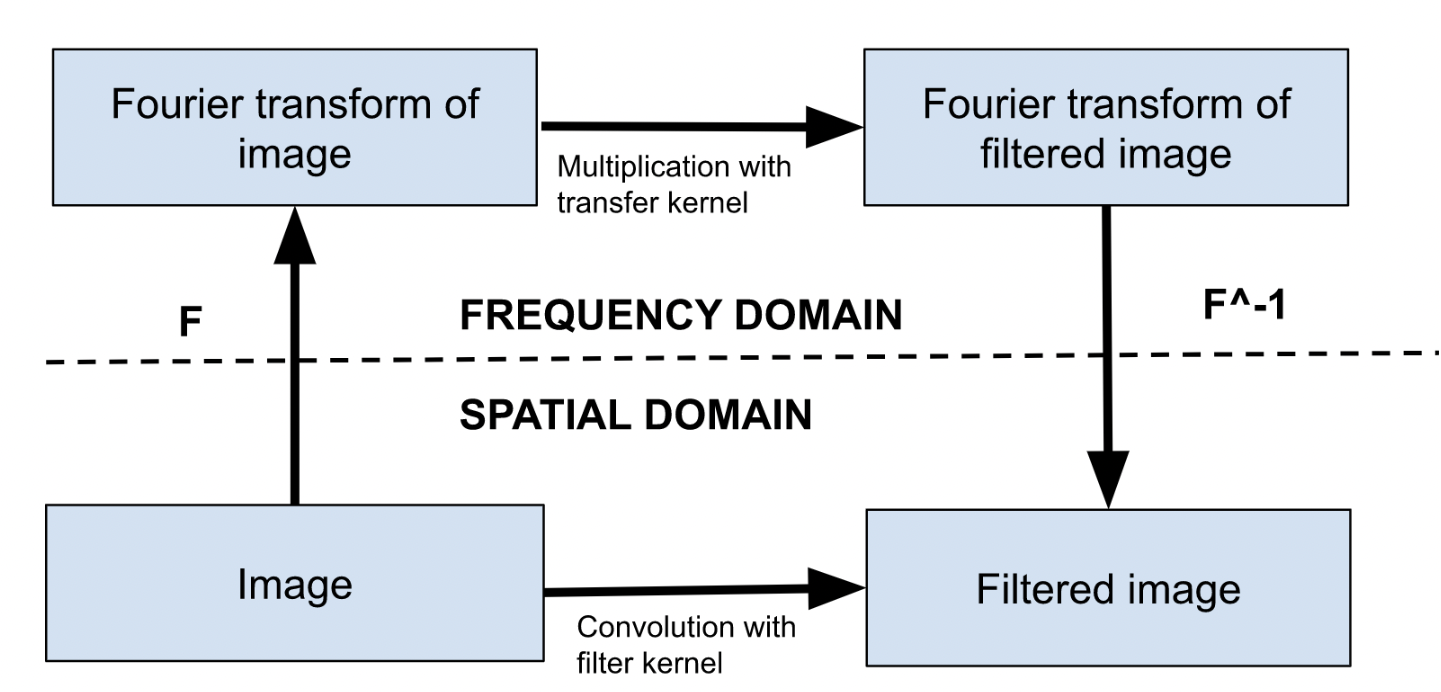 Fourier transform of
image
Fourier transform of
filtered image
Multiplication with
transfer kernel
F
FREQUENCY DOMAIN
F^-1
SPATIAL DOMAIN
Image
Filtered image
Convolution with
filter kernel